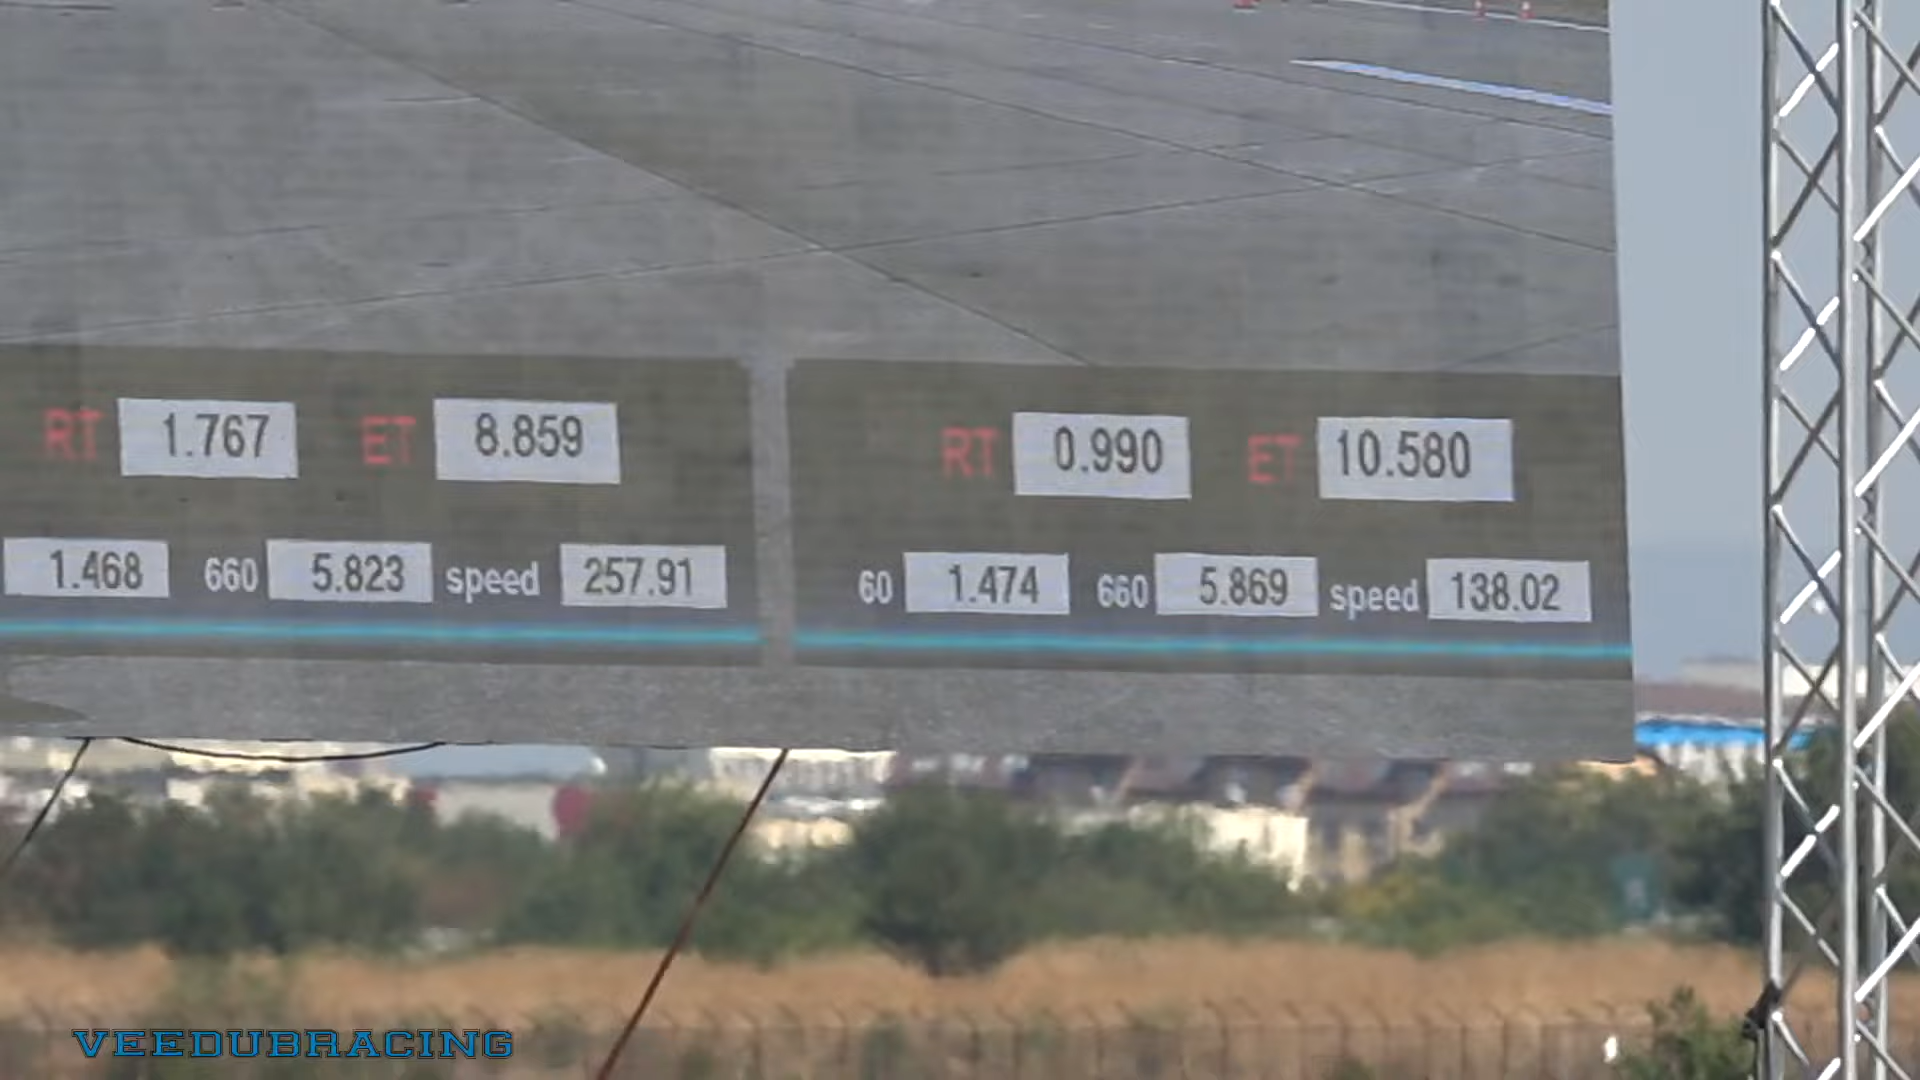 RT 1.767 ET 8.859
1.468 660 5.823 speed 257.91
RT 0.990 ET 10.580
60 1.474 660 5.869 speed 138.02
VEEDUBRACING